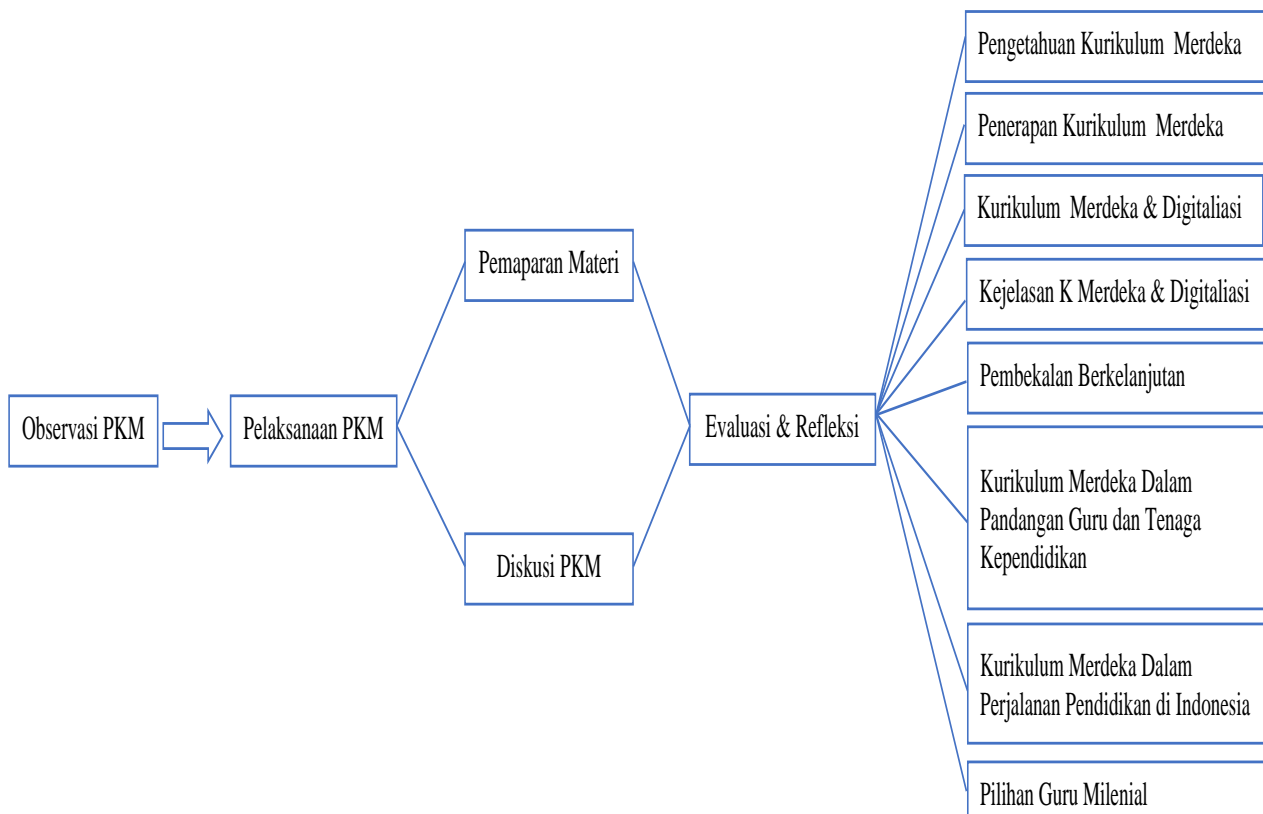 Observasi PKM
Pelaksanaan PKM
Pemaparan Materi
Diskusi PKM
Evaluasi & Refleksi
Pengetahuan Kurikulum Merdeka
Penerapan Kurikulum Merdeka
Kurikulum Merdeka & Digitaliasi
Kejelasan K Merdeka & Digitaliasi
Pembekalan Berkelanjutan
Kurikulum Merdeka Dalam
Pandangan Guru dan Tenaga
Kependidikan
Kurikulum Merdeka Dalam
Perjalanan Pendidikan di Indonesia
Pilihan Guru Milenial